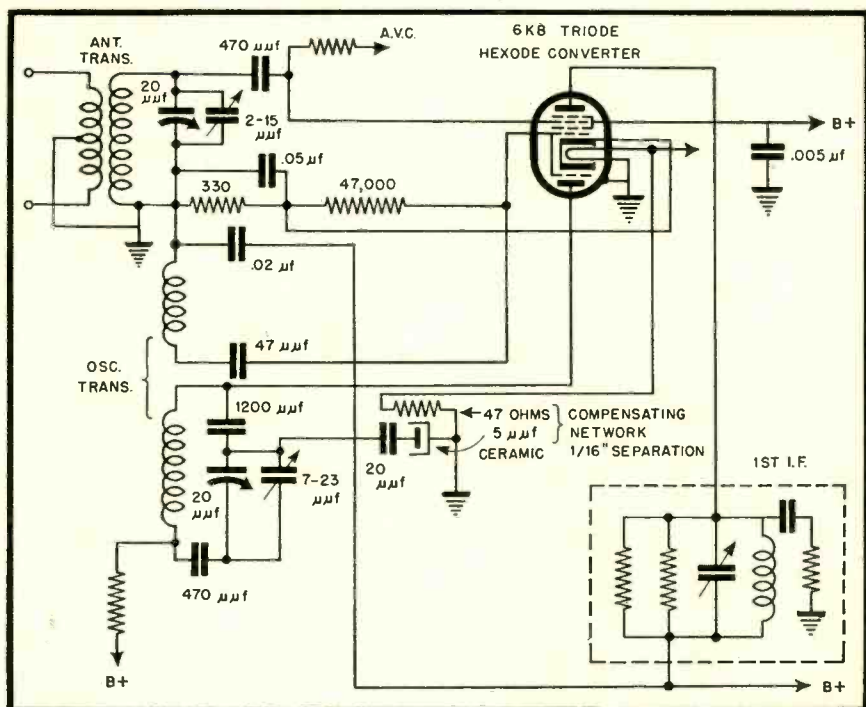 ANT.
TRANS.
470 μμf
A.V.C.
6K8 TRIODE
HEXODE CONVERTER
20
μμf
2-15
μμf
B+
.005 μf
.05 μf
330
47,000
.02 μf
47 μμf
OSC.
TRANS.
1200 μμf
47 OHMS
5 μμf
CERAMIC
COMPENSATING
NETWORK
1/16" SEPARATION
20
μμf
7-23
μμf
20
μμf
1ST I.F.
470 μμf
B+
B+